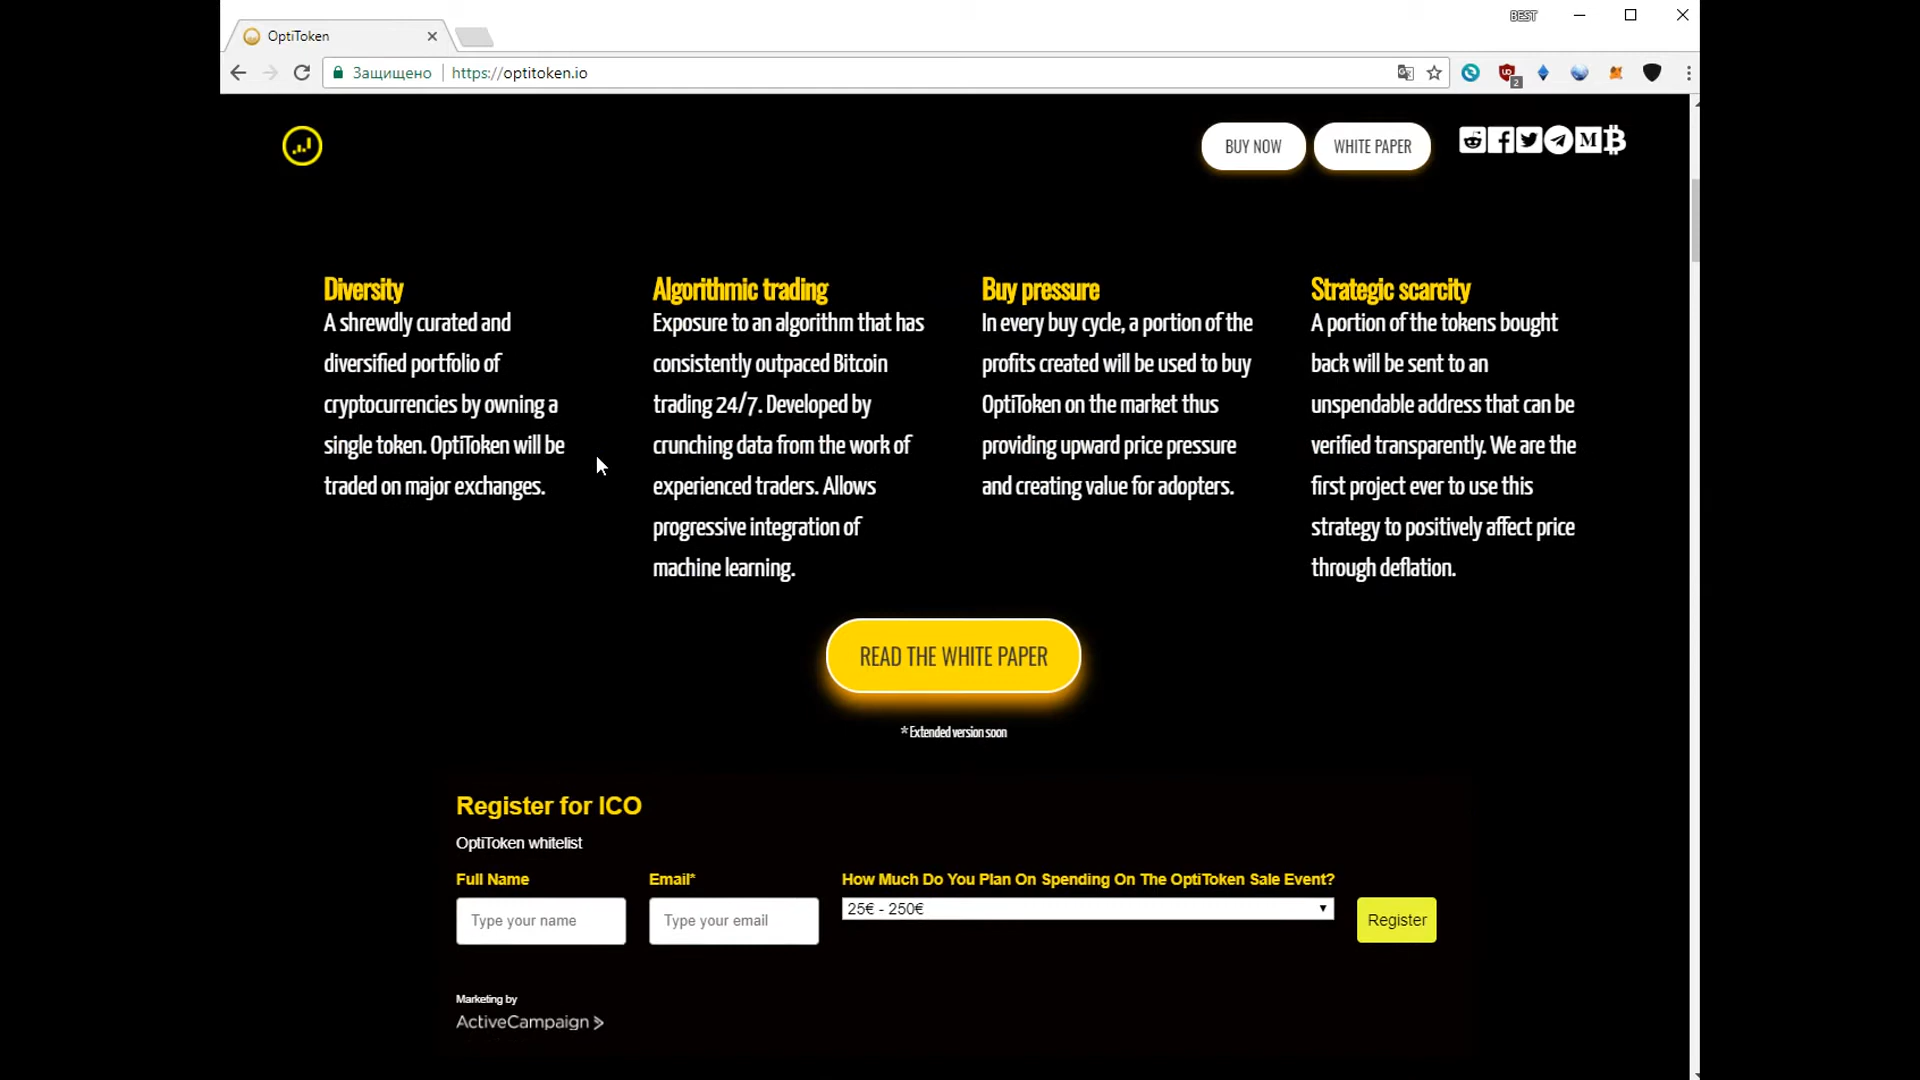 BEST
OptiToken
Защищено
https://optitoken.io
2
BUY NOW
WHITE PAPER
Diversity
A shrewdly curated and
diversified portfolio of
cryptocurrencies by owning a
single token. OptiToken will be
traded on major exchanges.
Algorithmic trading
Exposure to an algorithm that has
consistently outpaced Bitcoin
trading 24/7. Developed by
crunching data from the work of
experienced traders. Allows
progressive integration of
machine learning.
Buy pressure
In every buy cycle, a portion of the
profits created will be used to buy
OptiToken on the market thus
providing upward price pressure
and creating value for adopters.
Strategic scarcity
A portion of the tokens bought
back will be sent to an
unspendable address that can be
verified transparently. We are the
first project ever to use this
strategy to positively affect price
through deflation.
READ THE WHITE PAPER
* Extended version soon
Register for ICO
OptiToken whitelist
Full Name
Type your name
Email*
Type your email
How Much Do You Plan On Spending On The OptiToken Sale Event?
25€ - 250€
Register
Marketing by
ActiveCampaign >